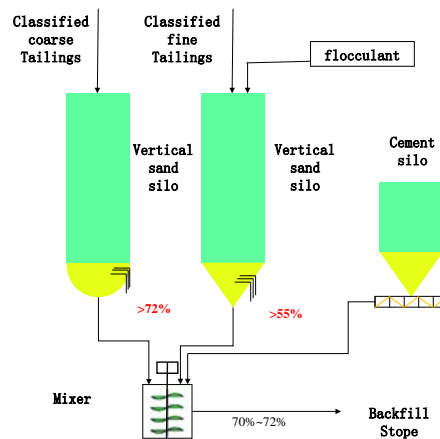 Classified
coarse
Tailings
Classified
fine
Tailings
flocculant
Vertical
sand
silo
Vertical
sand
silo
Cement
silo
>72%
>55%
Mixer
70%~72%
Backfill
Stope